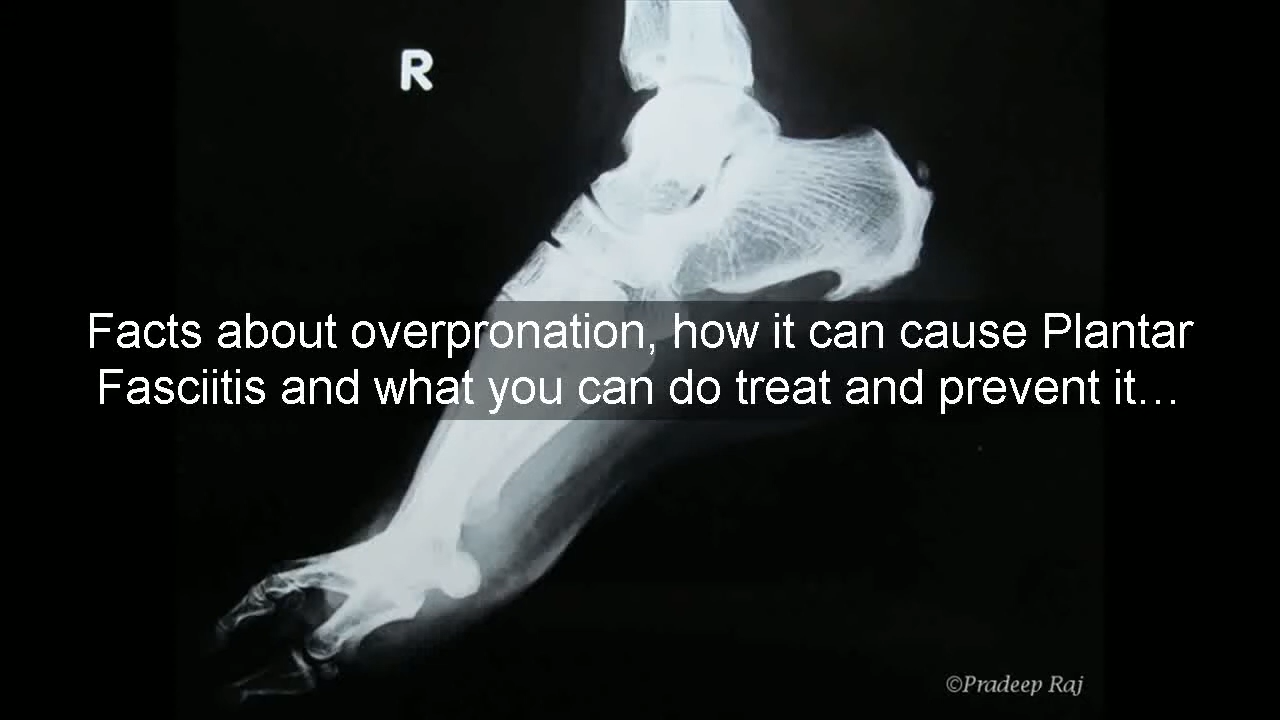 R
Facts about overpronation, how it can cause Plantar
Fasciitis and what you can do treat and prevent it…
©Pradeep Raj